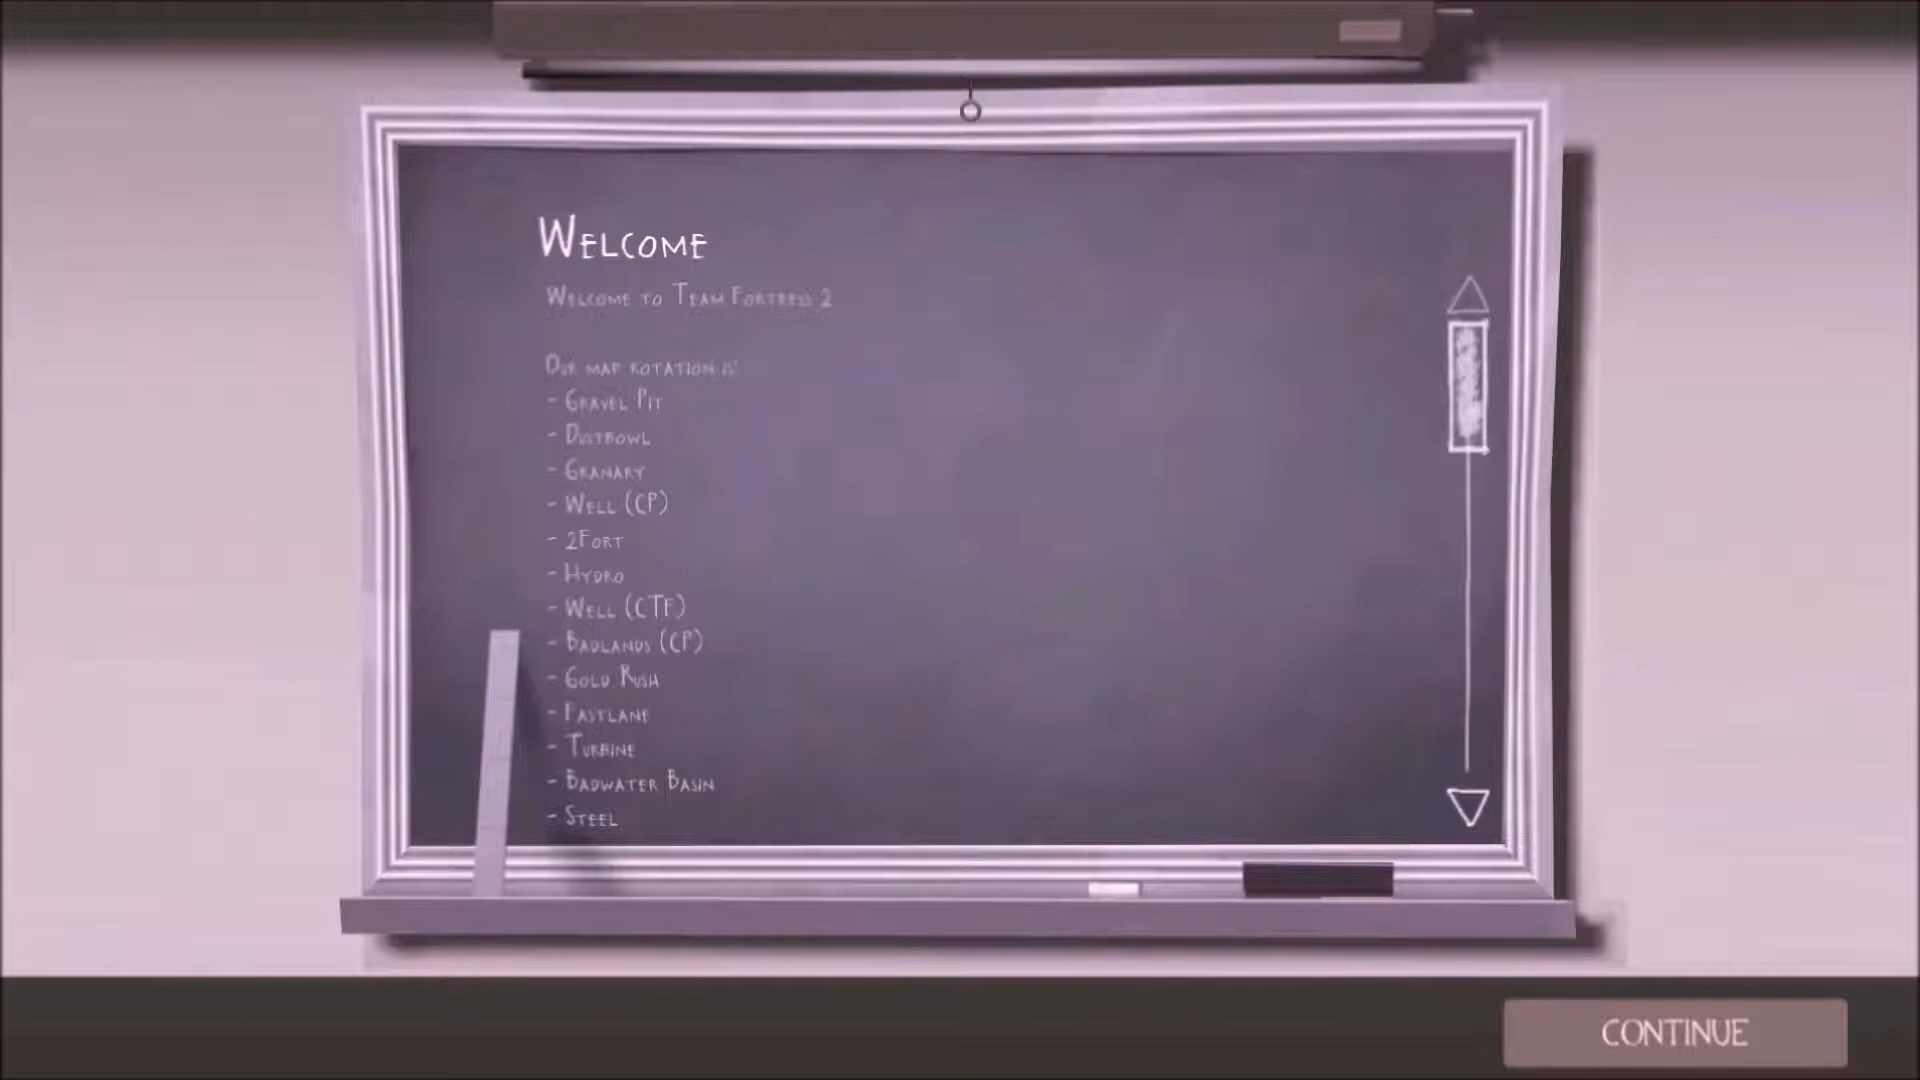 Welcome
Welcome to Team Fortress 2
Our map rotation is:
- Gravel Pit
- Dustbowl
- Granary
- Well (CP)
- 2Fort
- Hydro
- Well (CTF)
- Badlands (CP)
- Gold Rush
- Fastlane
- Turbine
- Badwater Basin
- Steel
CONTINUE